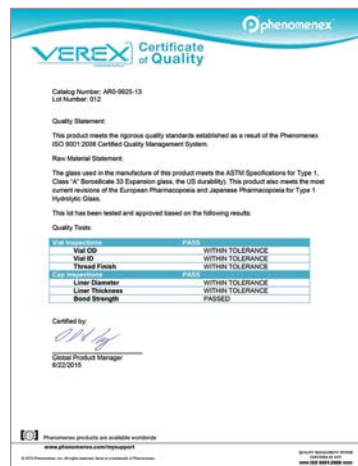 phenomenex
VEREX Certificate
of Quality
Catalog Number: AR0-9925-13
Lot Number: 012
Quality Statement:
This product meets the rigorous quality standards established as a result of the Phenomenex
ISO 9001:2008 Certified Quality Management System.
Raw Material Statement:
The glass used in the manufacture of this product meets the ASTM Specifications for Type 1,
Class "A" Borosilicate 33 Expansion glass, the US durability). This product also meets the most
current revisions of the European Pharmacopoeia and Japanese Pharmacopoeia for Type 1
Hydrolytic Glass.
This lot has been tested and approved based on the following results:
Quality Tests:
Vial Inspections PASS
Vial OD WITHIN TOLERANCE
Vial ID WITHIN TOLERANCE
Thread Finish WITHIN TOLERANCE
Cap Inspections PASS
Liner Diameter WITHIN TOLERANCE
Liner Thickness WITHIN TOLERANCE
Bond Strength PASSED
Certified by:
Global Product Manager
6/22/2015
Phenomenex products are available worldwide
www.phenomenex.com/mysupport